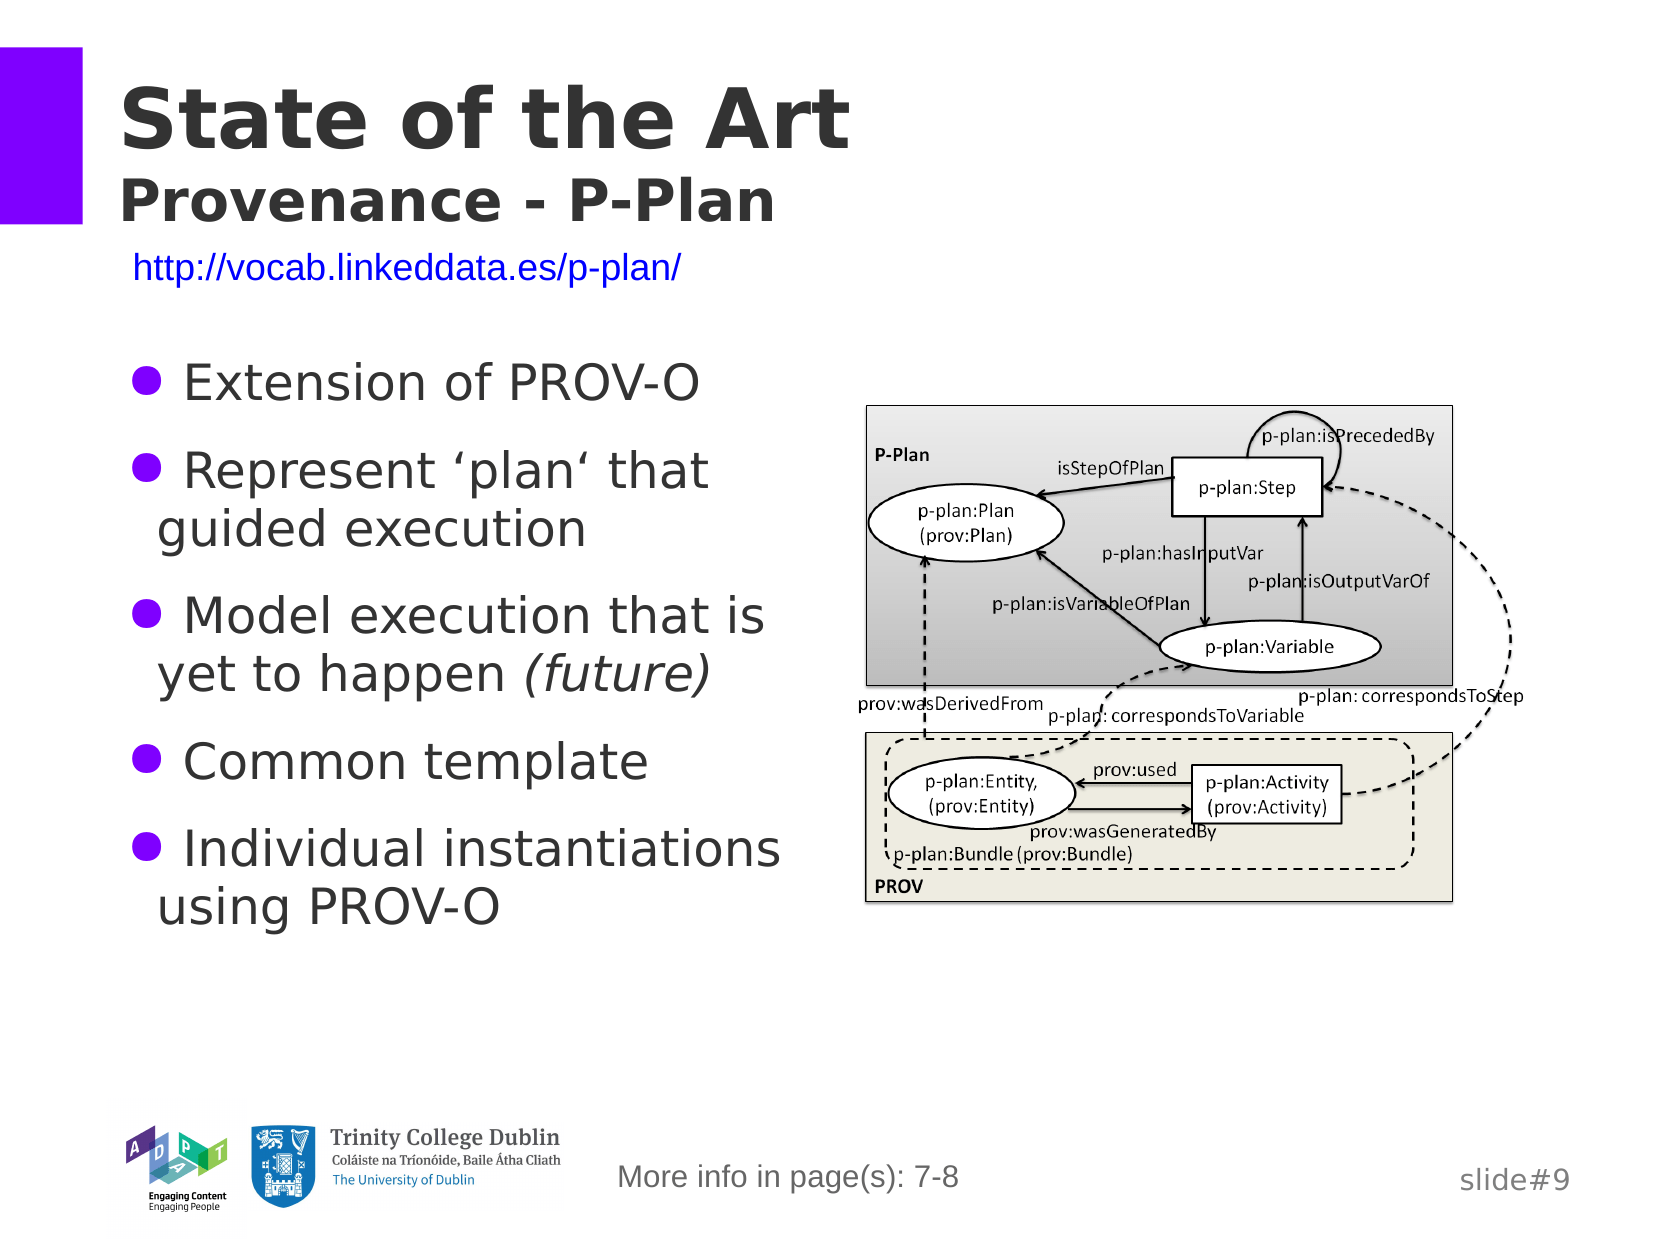 State of the Art
Provenance - P-Plan
http://vocab.linkeddata.es/p-plan/
● Extension of PROV-O
● Represent ‘plan‘ that
guided execution
● Model execution that is
yet to happen (future)
● Common template
● Individual instantiations
using PROV-O
p-plan:isPrecededBy
P-Plan
isStepOfPlan
p-plan:Step
p-plan:Plan
(prov:Plan)
p-plan:hasInputVar
p-plan:isOutputVarOf
p-plan:isVariableOfPlan
p-plan:Variable
prov:wasDerivedFrom
p-plan: correspondsToStep
p-plan: correspondsToVariable
p-plan:Entity,
(prov:Entity)
prov:used
p-plan:Activity
(prov:Activity)
prov:wasGeneratedBy
p-plan:Bundle (prov:Bundle)
PROV
ADAPT
Engaging Content
Engaging People
Trinity College Dublin
Coláiste na Tríonóide, Baile Átha Cliath
The University of Dublin
More info in page(s): 7-8
slide#9